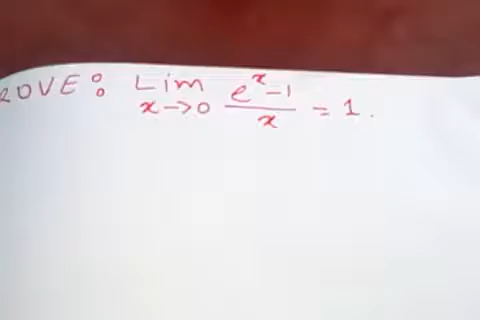 ROVE: Lim e^x-1
x→0 x = 1.